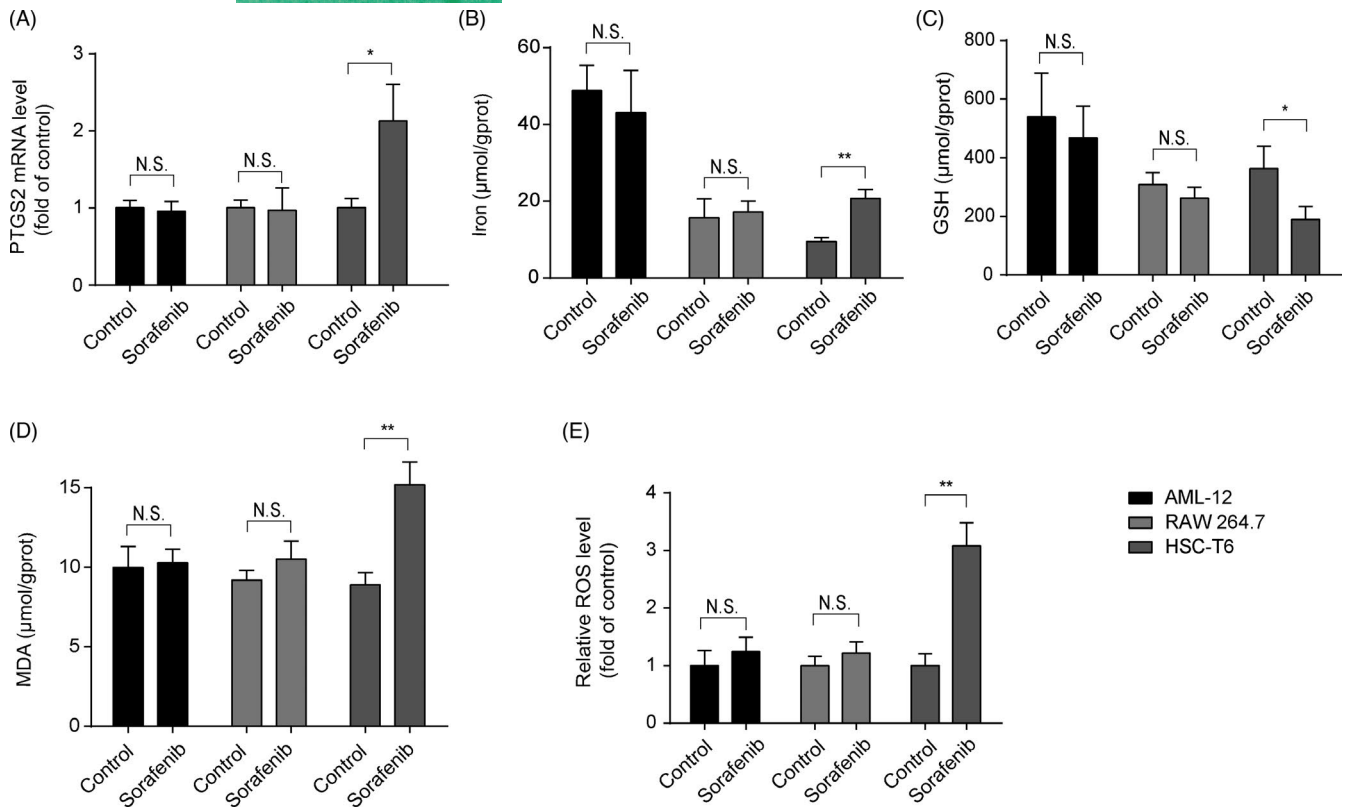 (A)
PTGS2 mRNA level
(fold of control)
3
2
1
0
N.S.
N.S.
*
Control
Sorafenib
Control
Sorafenib
Control
Sorafenib
(B)
Iron (μmol/gprot)
60
40
20
0
N.S.
N.S.
**
Control
Sorafenib
Control
Sorafenib
Control
Sorafenib
(C)
GSH (μmol/gprot)
800
600
400
200
0
N.S.
N.S.
*
Control
Sorafenib
Control
Sorafenib
Control
Sorafenib
(D)
MDA (μmol/gprot)
15
10
5
0
N.S.
N.S.
**
Control
Sorafenib
Control
Sorafenib
Control
Sorafenib
(E)
Relative ROS level
(fold of control)
4
3
2
1
0
N.S.
N.S.
**
Control
Sorafenib
Control
Sorafenib
Control
Sorafenib
AML-12
RAW 264.7
HSC-T6